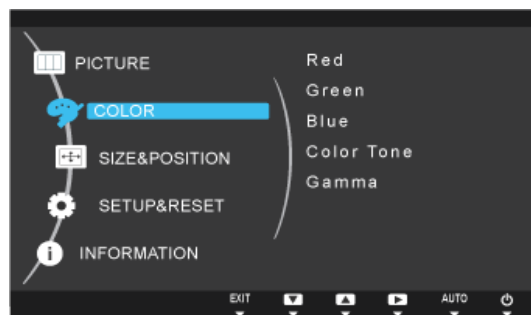 PICTURE
COLOR
SIZE&POSITION
SETUP&RESET
INFORMATION
Red
Green
Blue
Color Tone
Gamma
EXIT AUTO